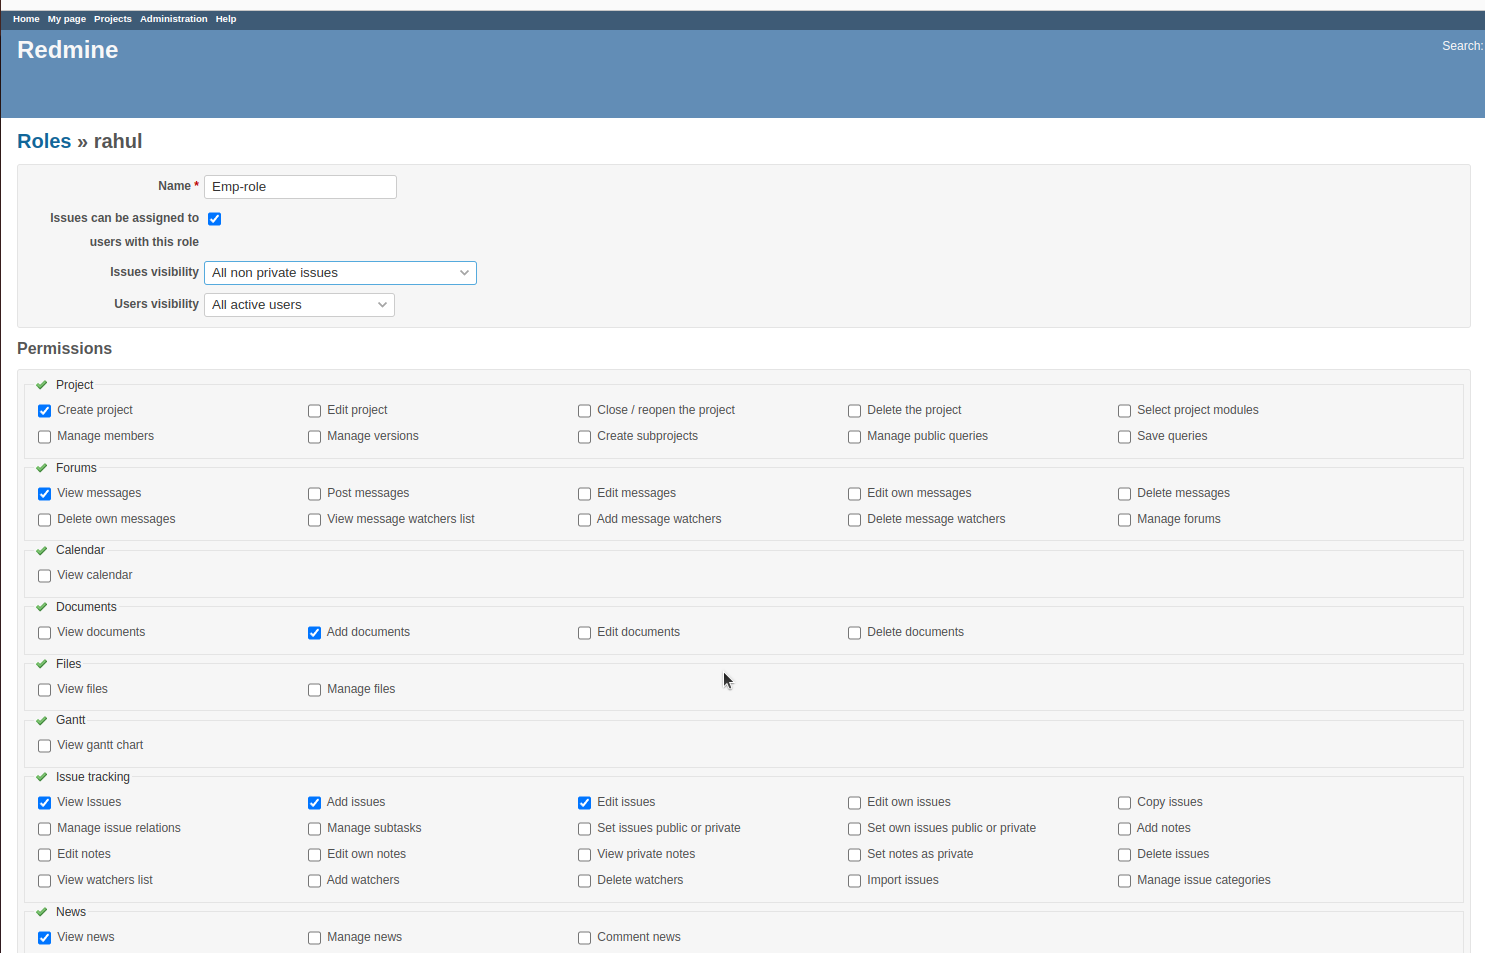 Home My page Projects Administration Help
Redmine
Search:
Roles » rahul
Name * Emp-role
Issues can be assigned to
users with this role
Issues visibility All non private issues
Users visibility All active users
Permissions
Project
Create project Edit project Close / reopen the project Delete the project Select project modules
Manage members Manage versions Create subprojects Manage public queries Save queries
Forums
View messages Post messages Edit messages Edit own messages Delete messages
Delete own messages View message watchers list Add message watchers Delete message watchers Manage forums
Calendar
View calendar
Documents
View documents Add documents Edit documents Delete documents
Files
View files Manage files
Gantt
View gantt chart
Issue tracking
View Issues Add issues Edit issues Edit own issues Copy issues
Manage issue relations Manage subtasks Set issues public or private Set own issues public or private Add notes
Edit notes Edit own notes View private notes Set notes as private Delete issues
View watchers list Add watchers Delete watchers Import issues Manage issue categories
News
View news Manage news Comment news